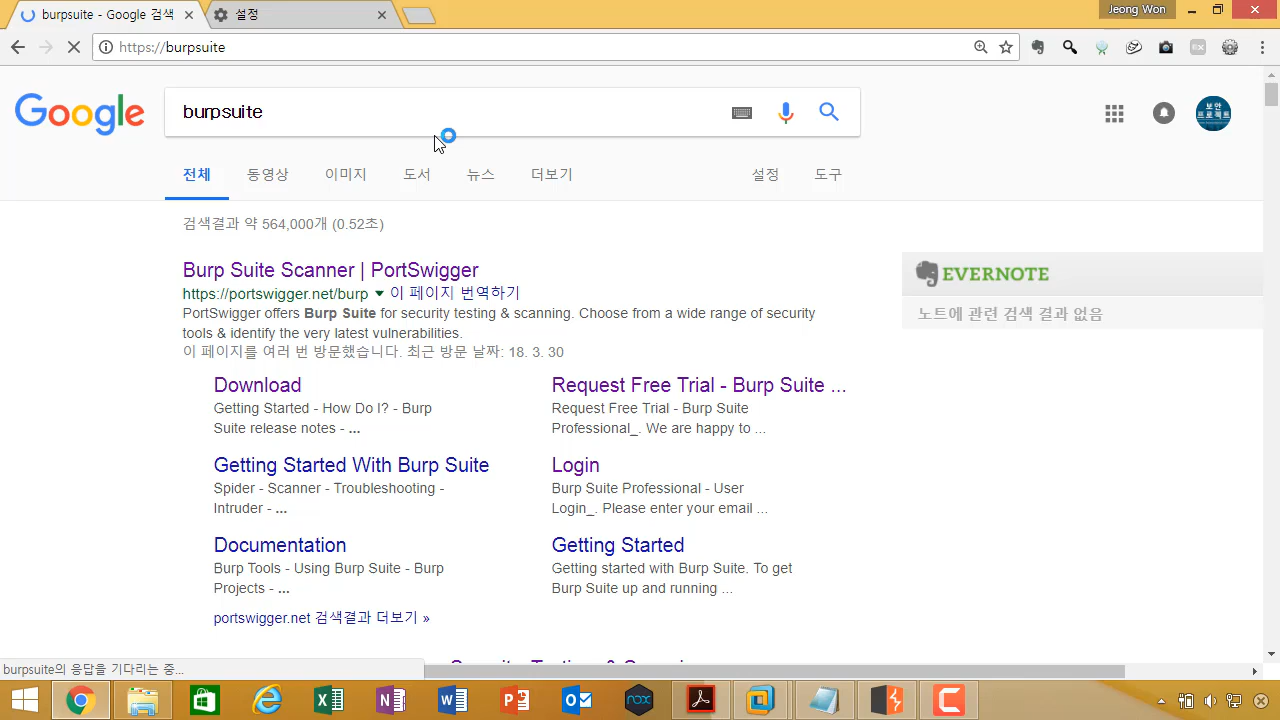 burpsuite - Google 검색
설정
Jeong Won
https://burpsuite
Google
burpsuite
보안
프로젝트
전체 동영상 이미지 도서 뉴스 더보기 설정 도구
검색결과 약 564,000개 (0.52초)
Burp Suite Scanner | PortSwigger
https://portswigger.net/burp ▼ 이 페이지 번역하기
PortSwigger offers Burp Suite for security testing & scanning. Choose from a wide range of security
tools & identify the very latest vulnerabilities.
이 페이지를 여러 번 방문했습니다. 최근 방문 날짜: 18. 3. 30
EVERNOTE
노트에 관련 검색 결과 없음
Download
Getting Started - How Do I? - Burp
Suite release notes - ...
Request Free Trial - Burp Suite ...
Request Free Trial - Burp Suite
Professional_. We are happy to ...
Getting Started With Burp Suite
Spider - Scanner - Troubleshooting -
Intruder - ...
Login
Burp Suite Professional - User
Login_. Please enter your email ...
Documentation
Burp Tools - Using Burp Suite - Burp
Projects - ...
Getting Started
Getting started with Burp Suite. To get
Burp Suite up and running ...
portswigger.net 검색결과 더보기 »
burpsuite의 응답을 기다리는 중...
nox